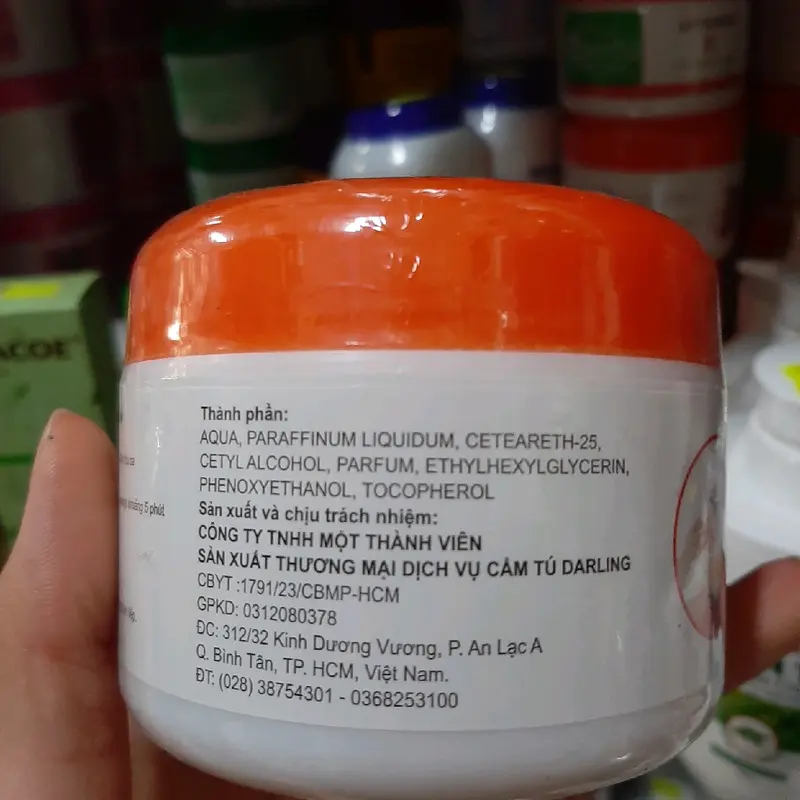 Thành phần:
AQUA, PARAFFINUM LIQUIDUM, CETEARETH-25,
CETYL ALCOHOL, PARFUM, ETHYLHEXYLGLYCERIN,
PHENOXYETHANOL, TOCOPHEROL
Sản xuất và chịu trách nhiệm:
CÔNG TY TNHH MỘT THÀNH VIÊN
SẢN XUẤT THƯƠNG MẠI DỊCH VỤ CẨM TÚ DARLING
CBYT :1791/23/CBMP-HCM
GPKD: 0312080378
ĐC: 312/32 Kinh Dương Vương, P. An Lạc A
Q. Bình Tân, TP. HCM, Việt Nam.
ĐT: (028) 38754301 - 0368253100
5 phút